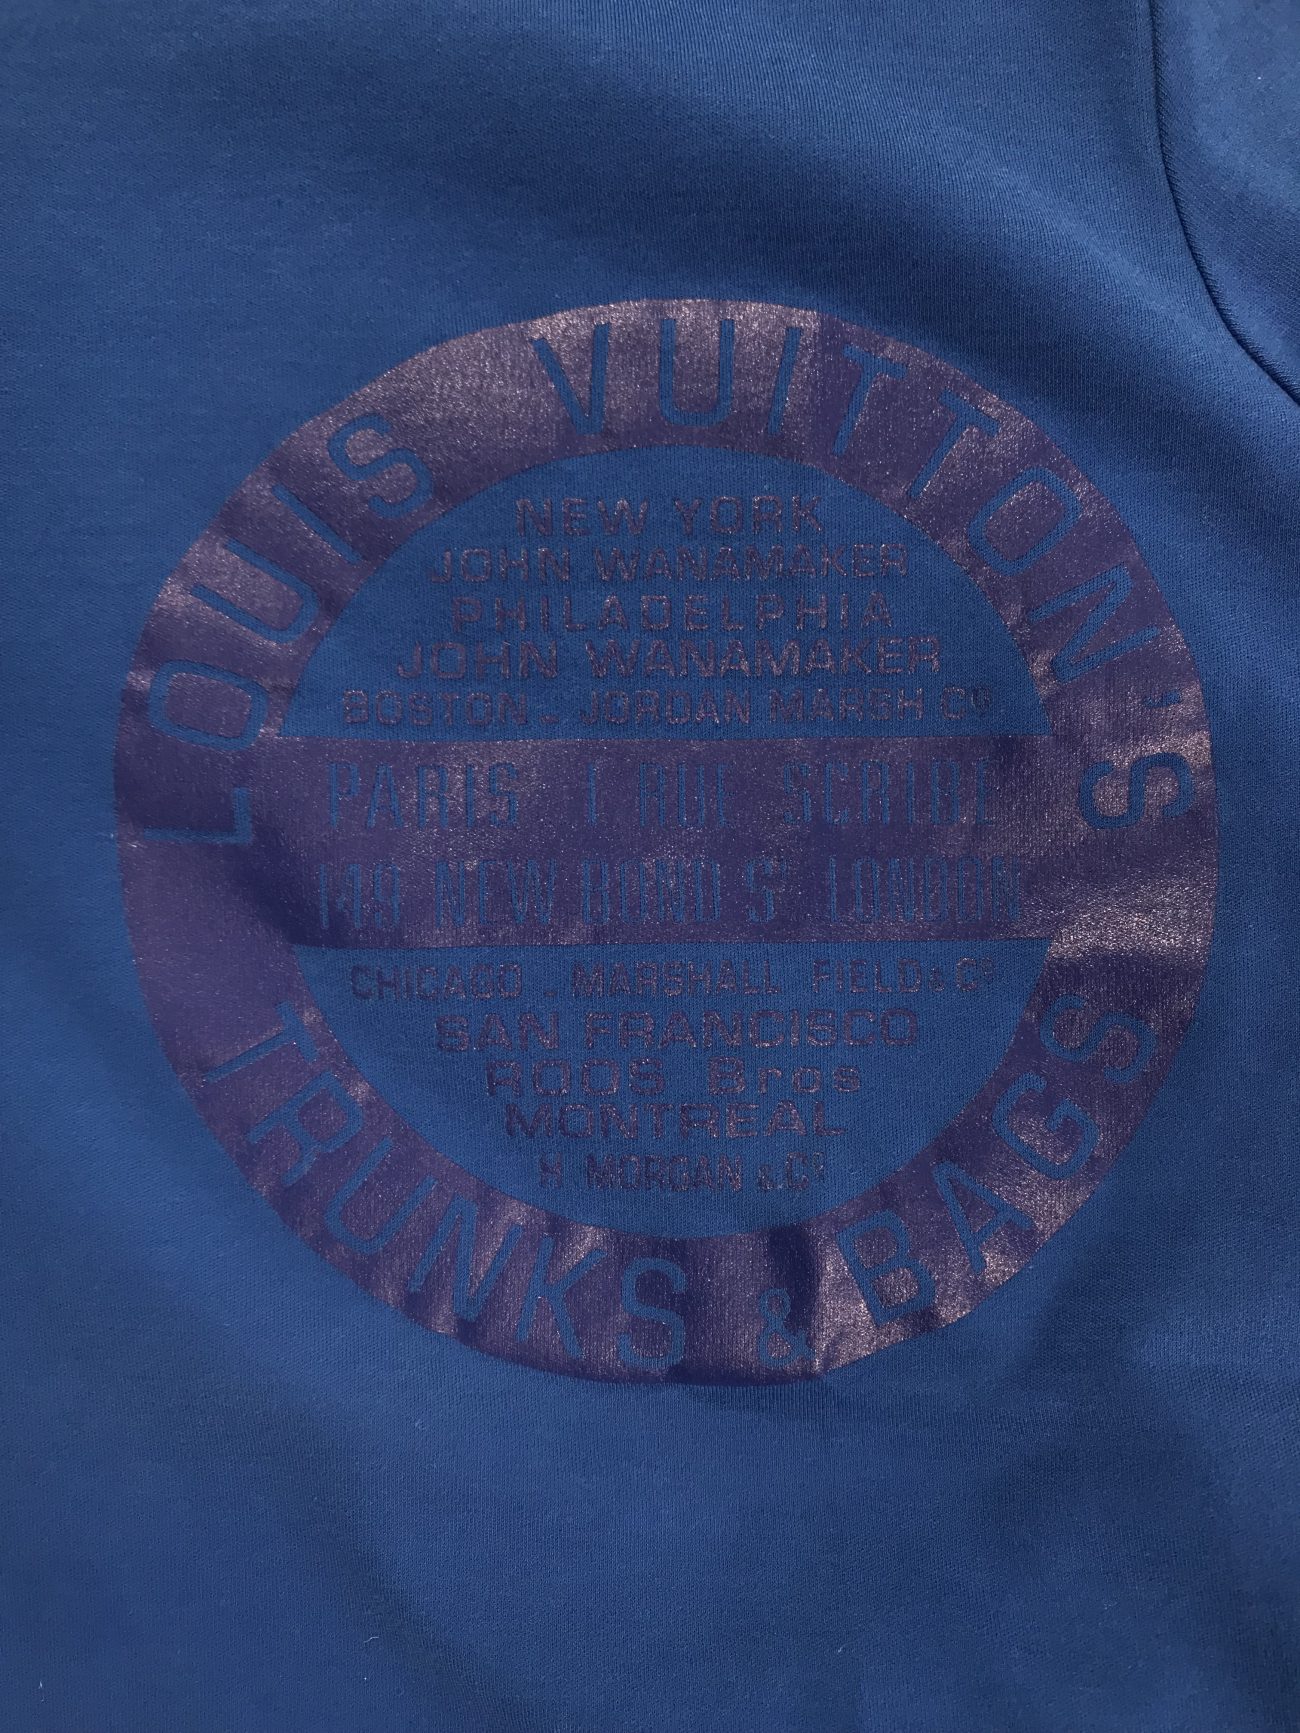 LOUIS VUITTON'S
NEW YORK
JOHN WANAMAKER
PHILADELPHIA
JOHN WANAMAKER
BOSTON - JORDAN MARSH Cº
PARIS 1 RUE SCRIBE
149 NEW BOND St LONDON
CHICAGO - MARSHALL FIELD & Cº
SAN FRANCISCO
ROOS Bros
MONTREAL
H MORGAN & Cº
TRUNKS & BAGS